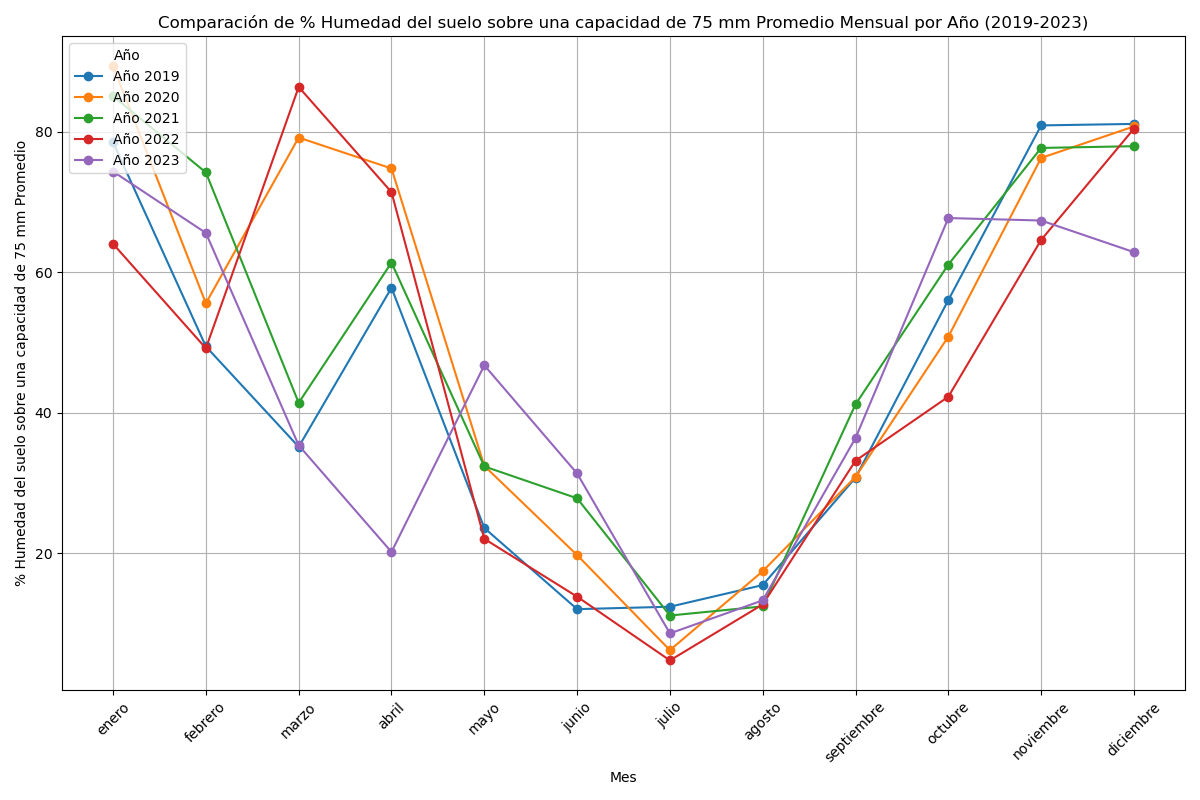 Comparación de % Humedad del suelo sobre una capacidad de 75 mm Promedio Mensual por Año (2019-2023)
Año
Año 2019
Año 2020
Año 2021
Año 2022
Año 2023
% Humedad del suelo sobre una capacidad de 75 mm Promedio
80
60
40
20
enero
febrero
marzo
abril
mayo
junio
julio
agosto
septiembre
octubre
noviembre
diciembre
Mes